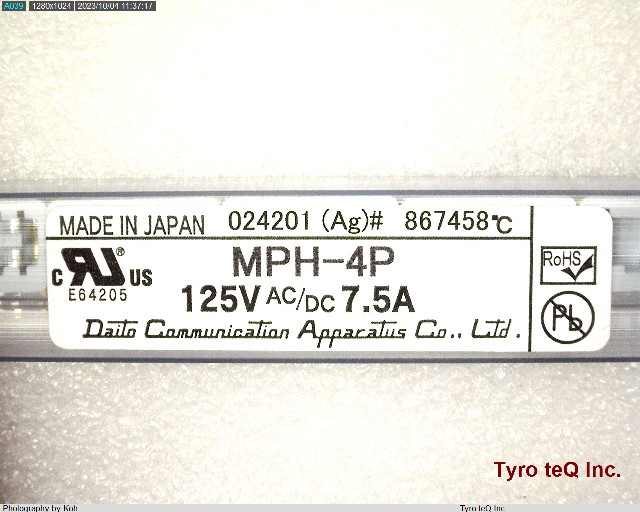 A039 1280x1024 2023/10/04 11:37:17
MADE IN JAPAN 024201 (Ag)# 867458℃
c RU® US
E64205
MPH-4P
125V AC/DC 7.5A
Daito Communication Apparatus Co., Ltd.
RoHS
Pb
Tyro teQ Inc.
Photography by Koh Tyro teQ Inc